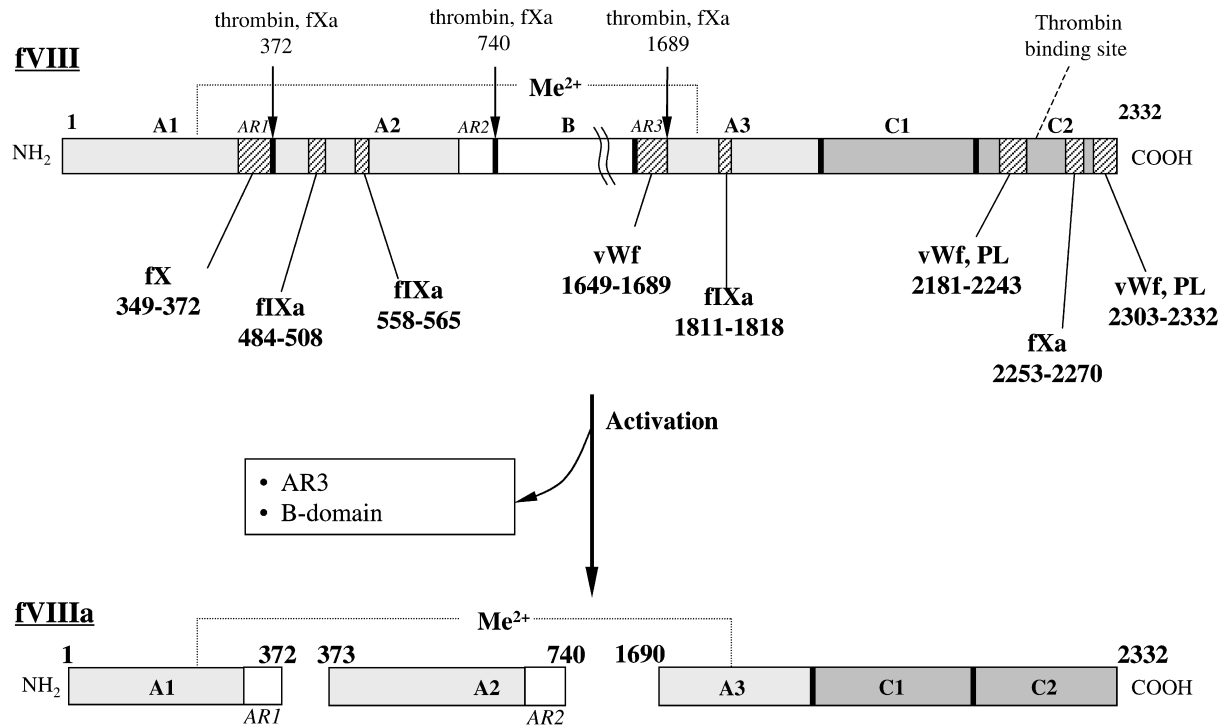 thrombin, fXa
372
thrombin, fXa
740
thrombin, fXa
1689
Thrombin
binding site
fVIII
Me2+
1
A1
AR1
A2
AR2
B
AR3
A3
C1
C2
2332
NH2
COOH
fX
349-372
fIXa
484-508
fIXa
558-565
vWf
1649-1689
fIXa
1811-1818
vWf, PL
2181-2243
fXa
2253-2270
vWf, PL
2303-2332
Activation
• AR3
• B-domain
fVIIIa
Me2+
1
372
373
740
1690
2332
NH2
A1
A2
A3
C1
C2
COOH
AR1
AR2